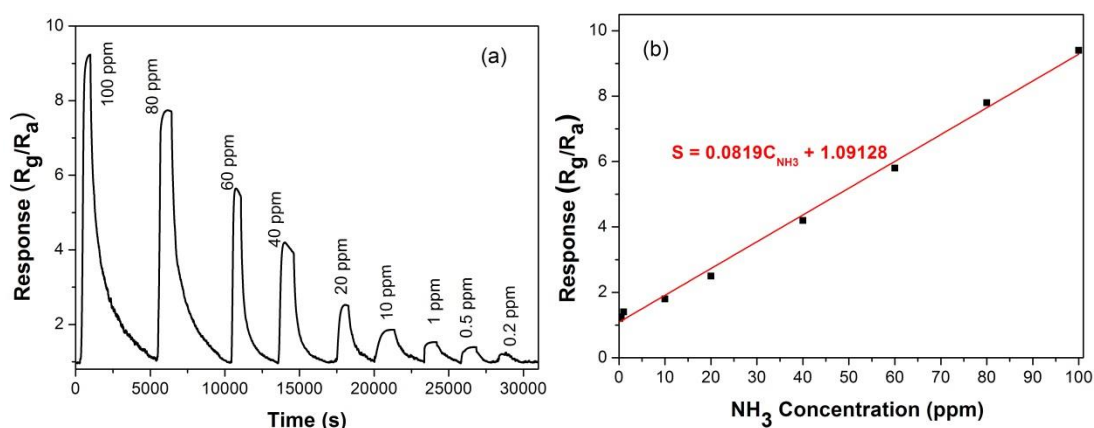 (a)
Response (Rg/Ra)
10
8
6
4
2
100 ppm
80 ppm
60 ppm
40 ppm
20 ppm
10 ppm
1 ppm
0.5 ppm
0.2 ppm
0 5000 10000 15000 20000 25000 30000
Time (s)
(b)
Response (Rg/Ra)
10
8
6
4
2
0
S = 0.0819CNH3 + 1.09128
0 10 20 30 40 50 60 70 80 90 100
NH3 Concentration (ppm)